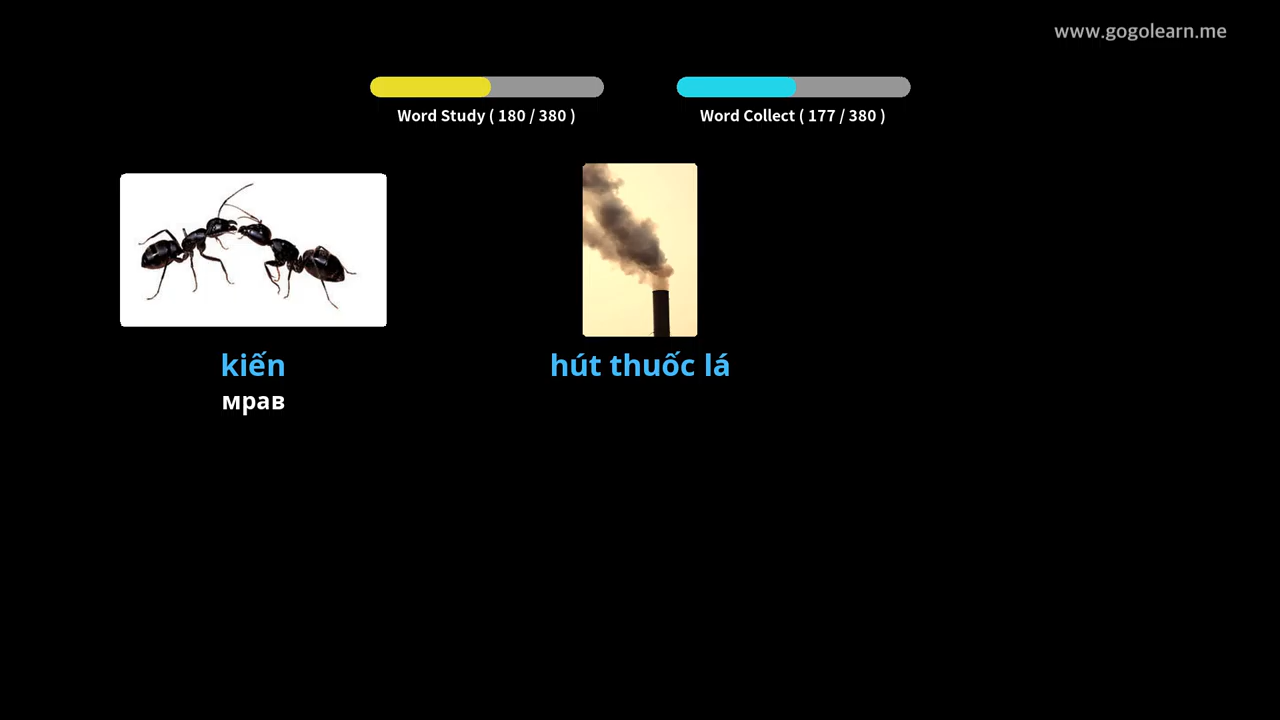 www.gogolearn.me
Word Study ( 180 / 380 )
Word Collect ( 177 / 380 )
kiến
мрав
hút thuốc lá